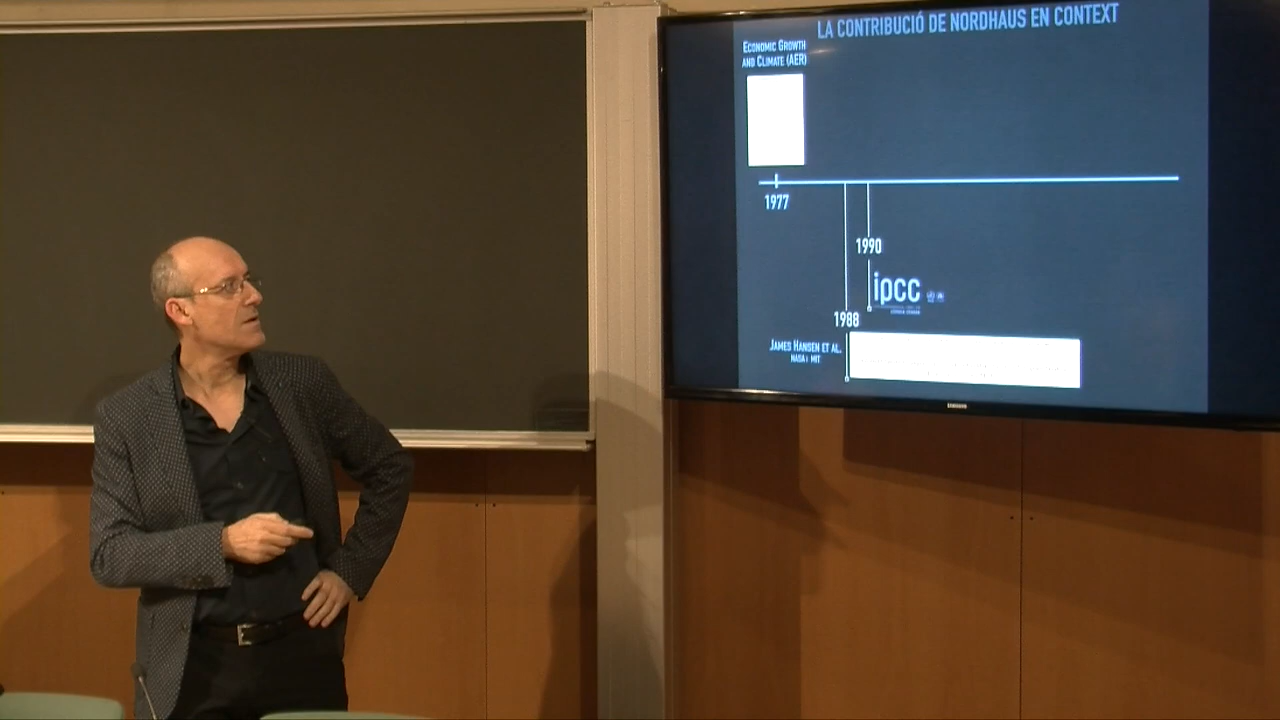 LA CONTRIBUCIÓ DE NORDHAUS EN CONTEXT
ECONOMIC GROWTH
AND CLIMATE (AER)
1977
1990
ipcc
1988
JAMES HANSEN ET AL.
NASA I MIT
SAMSUNG